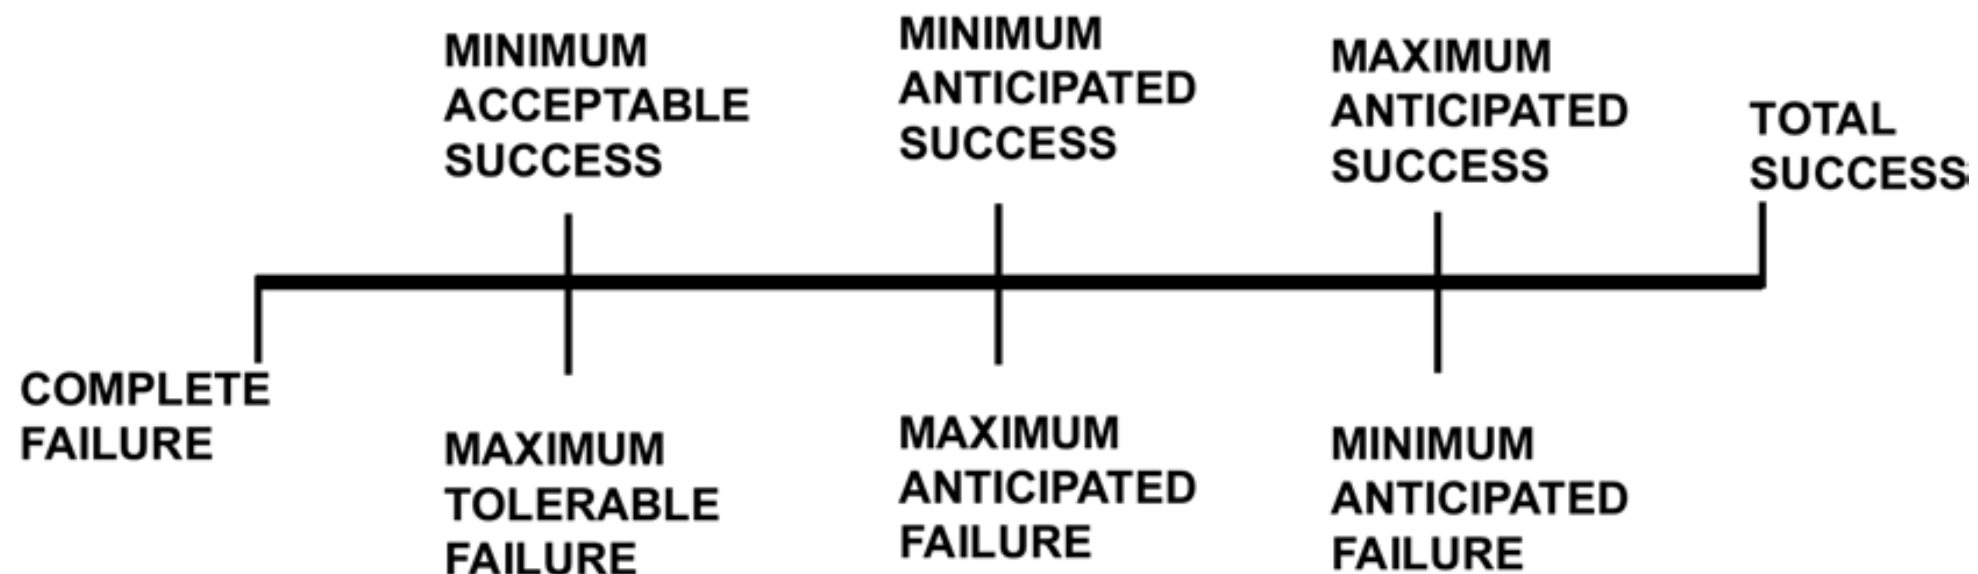 MINIMUM
ACCEPTABLE
SUCCESS
MINIMUM
ANTICIPATED
SUCCESS
MAXIMUM
ANTICIPATED
SUCCESS
TOTAL
SUCCESS
COMPLETE
FAILURE
MAXIMUM
TOLERABLE
FAILURE
MAXIMUM
ANTICIPATED
FAILURE
MINIMUM
ANTICIPATED
FAILURE